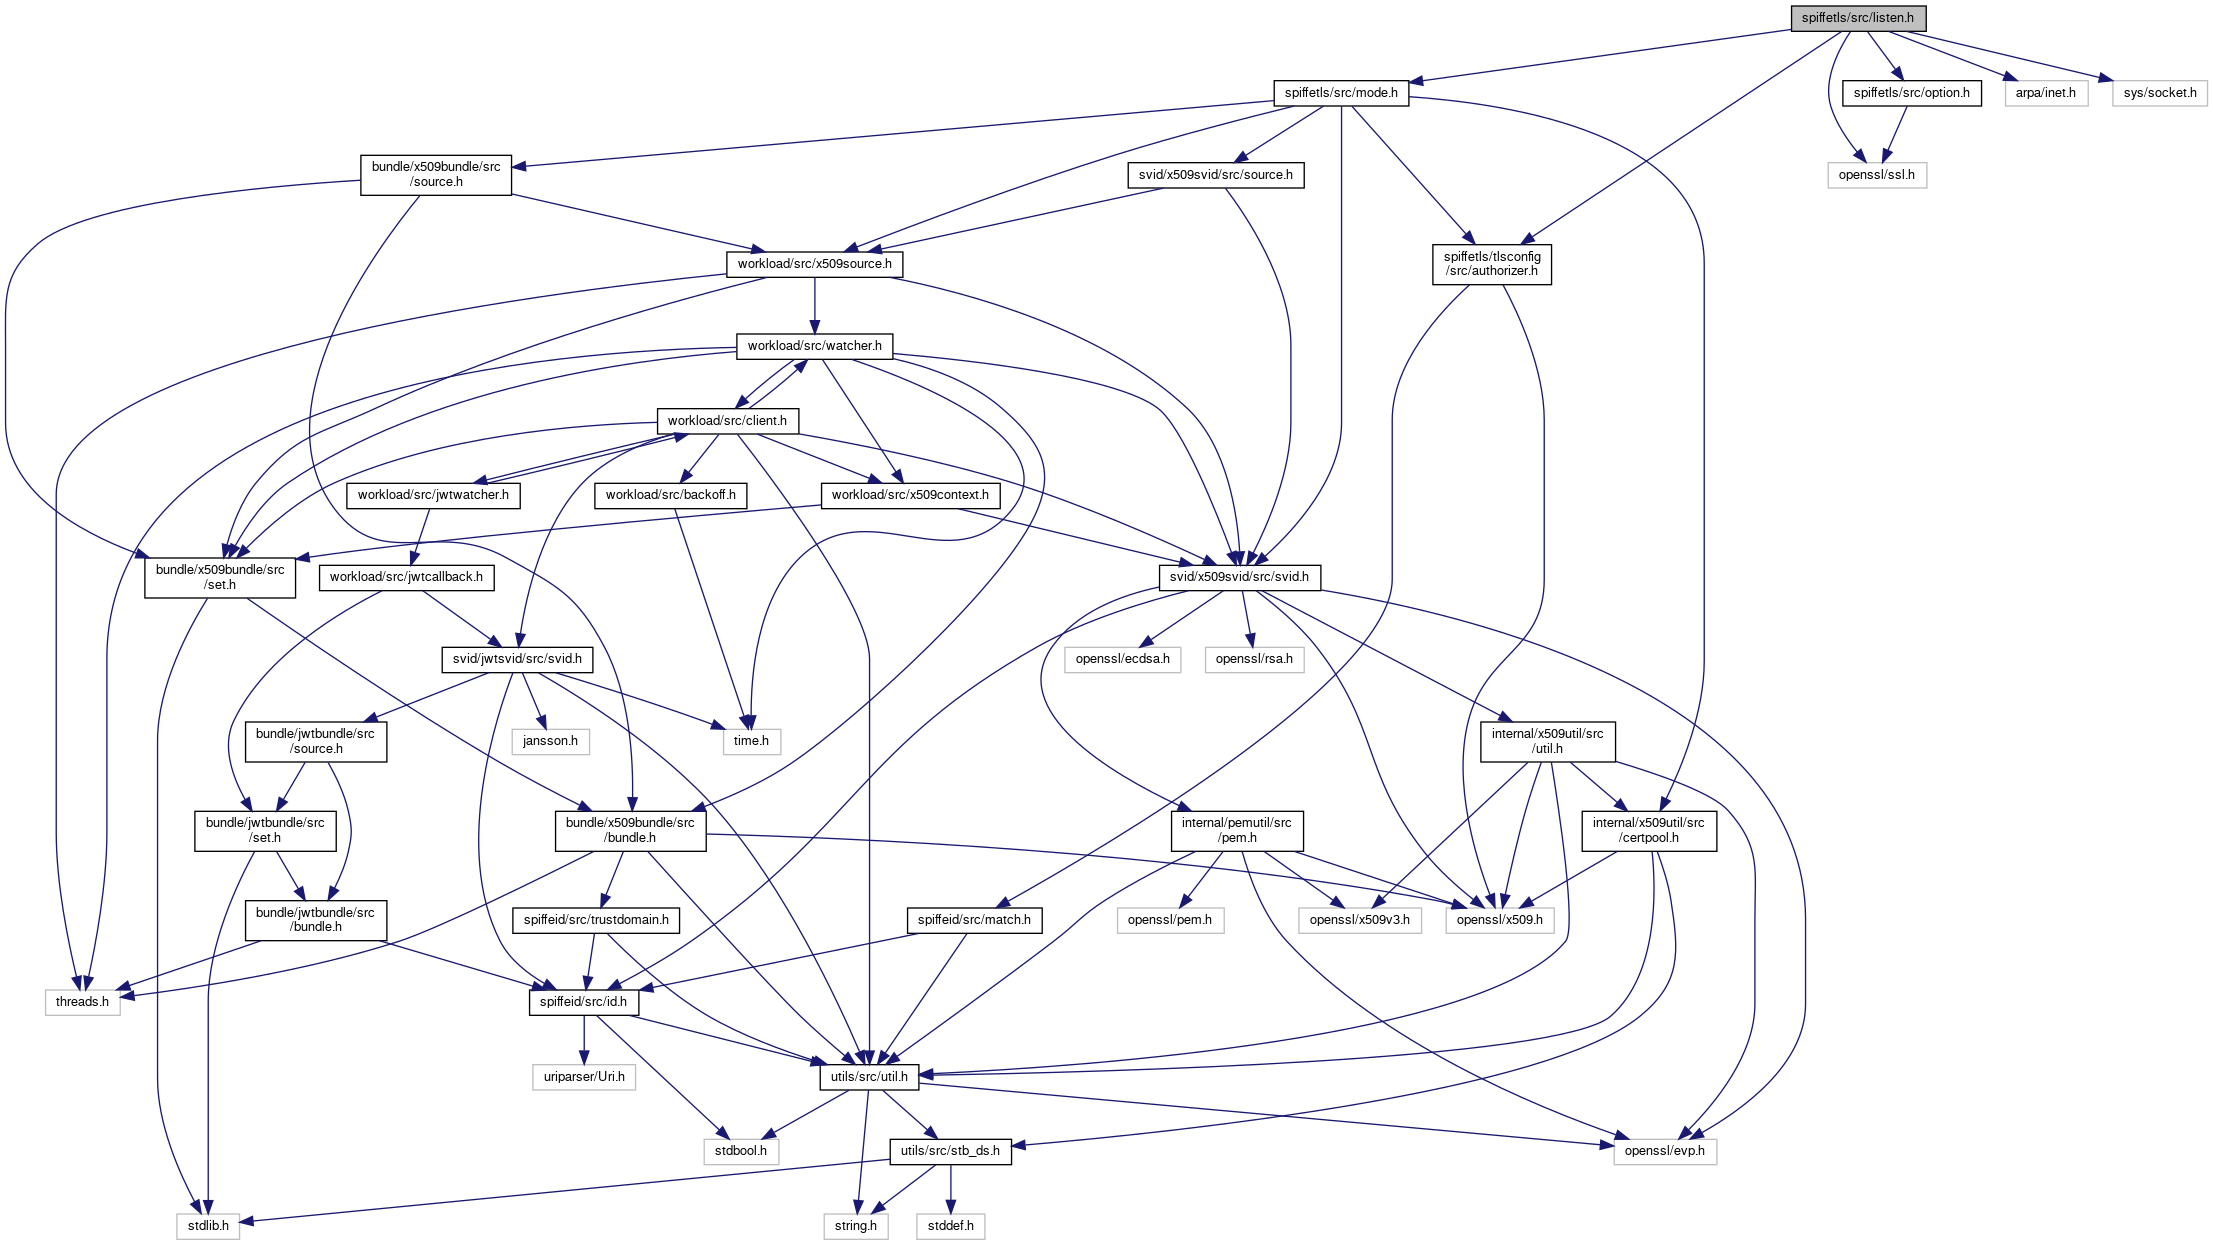 spiffetls/src/listen.h
spiffetls/src/mode.h
spiffetls/src/option.h
arpa/inet.h
sys/socket.h
bundle/x509bundle/src
/source.h
svid/x509svid/src/source.h
openssl/ssl.h
workload/src/x509source.h
spiffetls/tlsconfig
/src/authorizer.h
workload/src/watcher.h
workload/src/client.h
workload/src/jwtwatcher.h
workload/src/backoff.h
workload/src/x509context.h
bundle/x509bundle/src
/set.h
workload/src/jwtcallback.h
svid/x509svid/src/svid.h
svid/jwtsvid/src/svid.h
openssl/ecdsa.h
openssl/rsa.h
bundle/jwtbundle/src
/source.h
jansson.h
time.h
internal/x509util/src
/util.h
bundle/jwtbundle/src
/set.h
bundle/x509bundle/src
/bundle.h
internal/pemutil/src
/pem.h
internal/x509util/src
/certpool.h
bundle/jwtbundle/src
/bundle.h
spiffeid/src/trustdomain.h
spiffeid/src/match.h
openssl/pem.h
openssl/x509v3.h
openssl/x509.h
threads.h
spiffeid/src/id.h
uriparser/Uri.h
utils/src/util.h
stdbool.h
utils/src/stb_ds.h
openssl/evp.h
stdlib.h
string.h
stddef.h